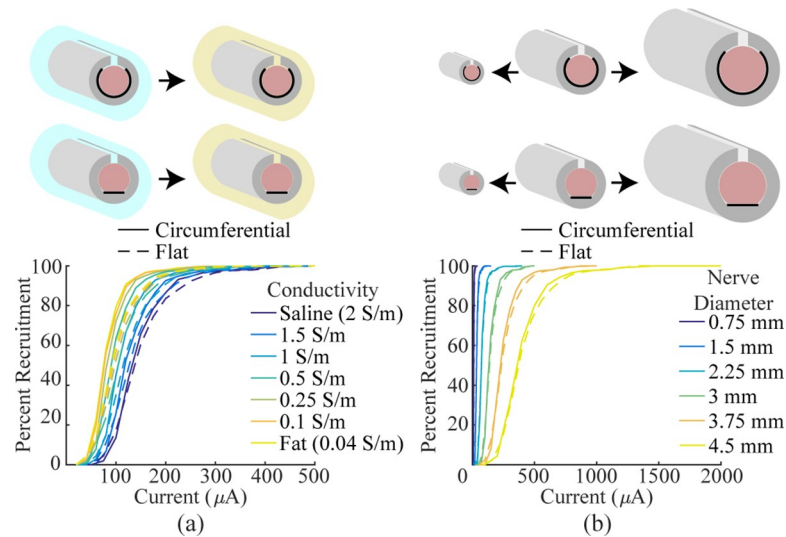 Circumferential
Flat
Percent Recruitment
100
80
60
40
20
0
100
200
300
400
500
Current (μA)
Conductivity
Saline (2 S/m)
1.5 S/m
1 S/m
0.5 S/m
0.25 S/m
0.1 S/m
Fat (0.04 S/m)
(a)
Circumferential
Flat
Percent Recruitment
100
80
60
40
20
0
500
1000
1500
2000
Current (μA)
Nerve
Diameter
0.75 mm
1.5 mm
2.25 mm
3 mm
3.75 mm
4.5 mm
(b)